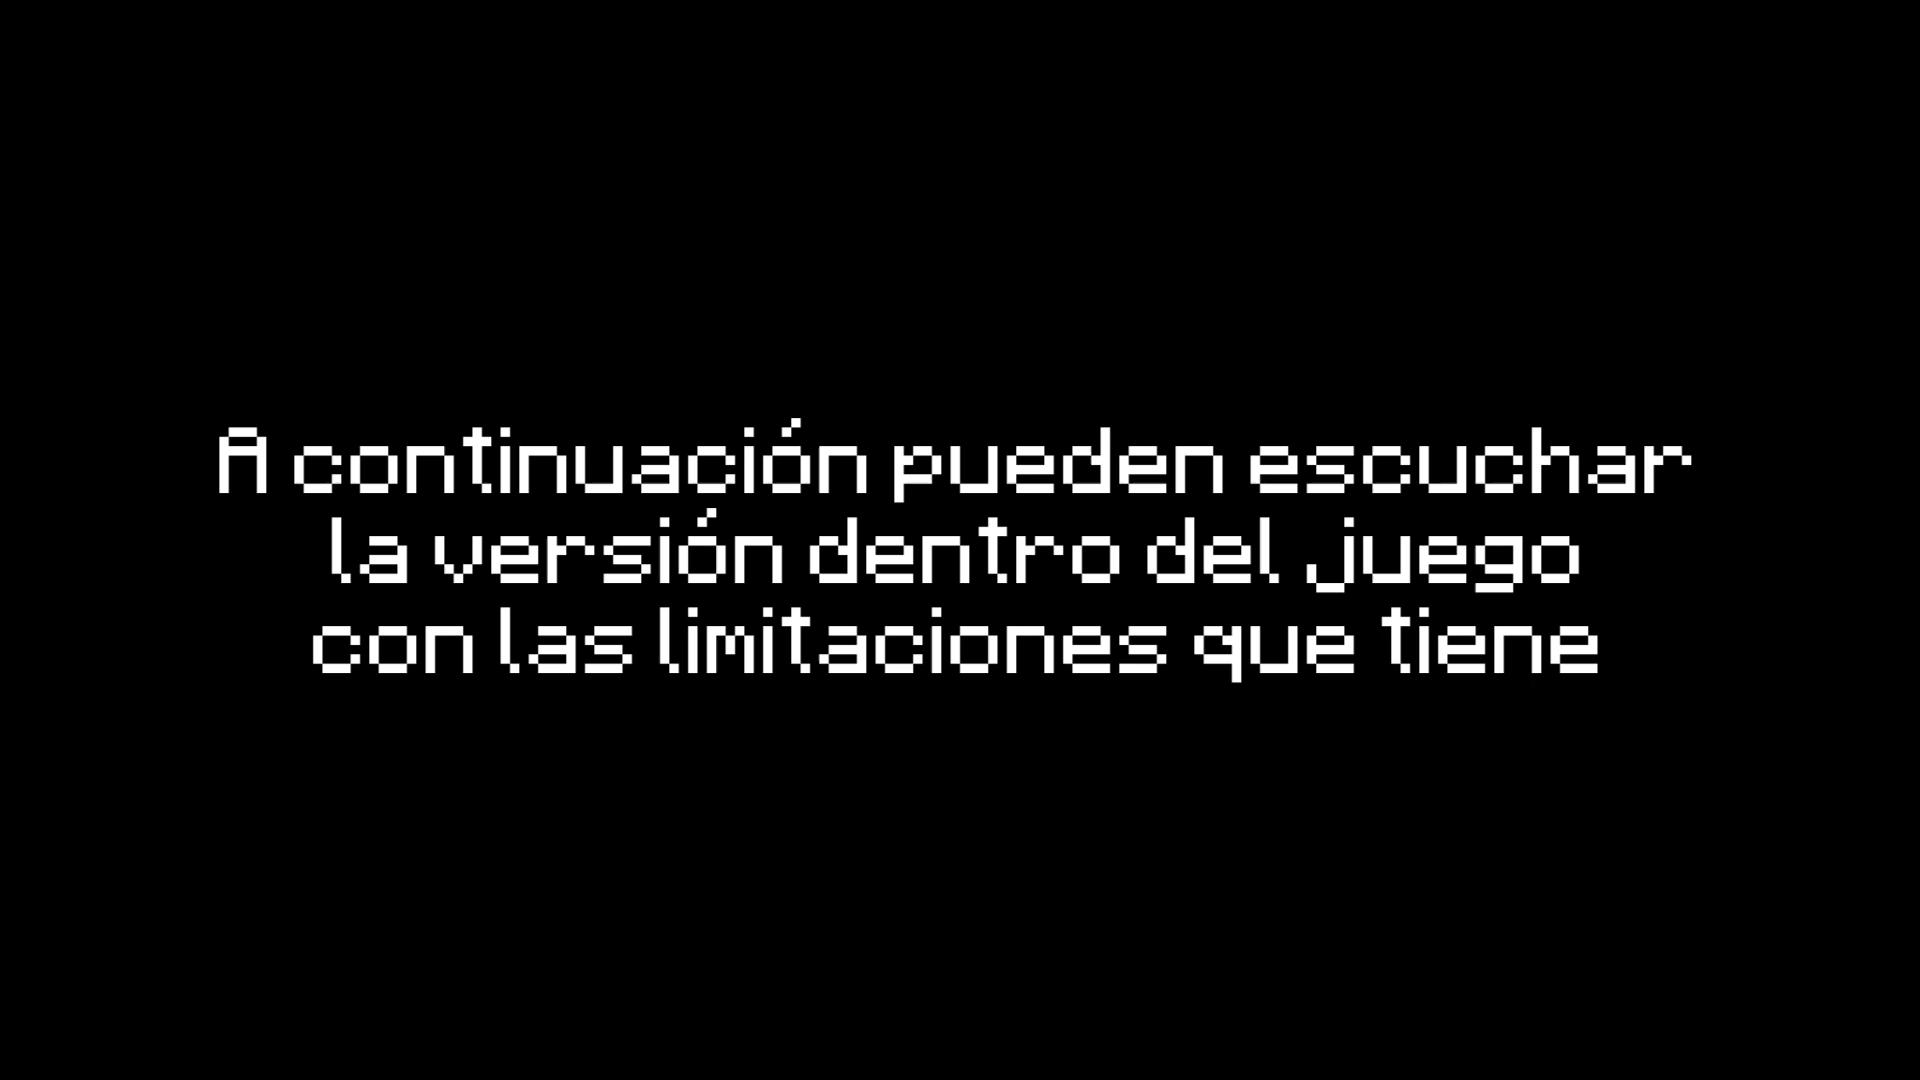 A continuación pueden escuchar
la versión dentro del juego
con las limitaciones que tiene